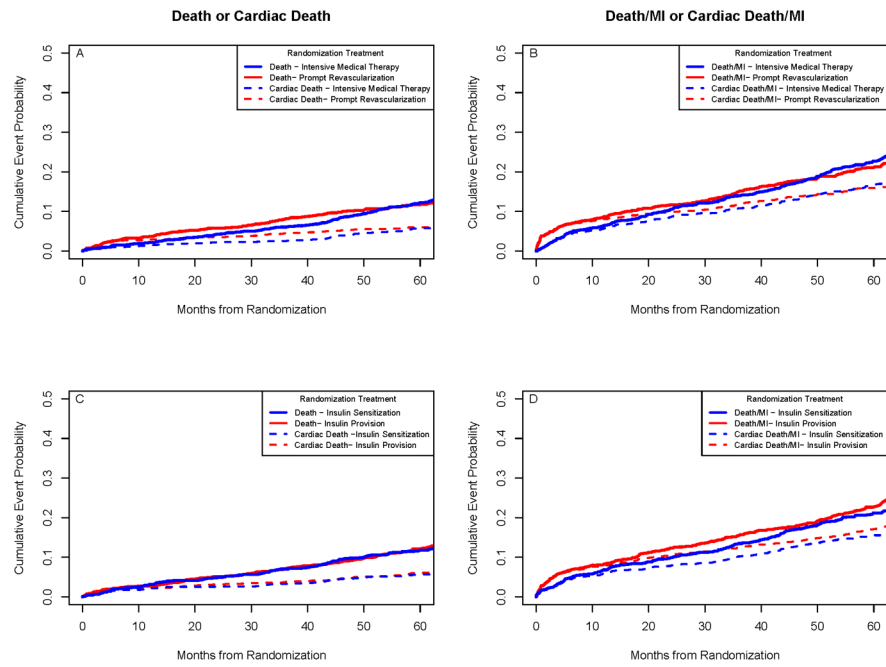 Death or Cardiac Death
Death/MI or Cardiac Death/MI
A
Randomization Treatment
Death – Intensive Medical Therapy
Death– Prompt Revascularization
Cardiac Death – Intensive Medical Therapy
Cardiac Death– Prompt Revascularization
Cumulative Event Probability
0.5
0.4
0.3
0.2
0.1
0.0
0 10 20 30 40 50 60
Months from Randomization
B
Randomization Treatment
Death/MI – Intensive Medical Therapy
Death/MI– Prompt Revascularization
Cardiac Death/MI – Intensive Medical Therapy
Cardiac Death/MI– Prompt Revascularization
Cumulative Event Probability
0.5
0.4
0.3
0.2
0.1
0.0
0 10 20 30 40 50 60
Months from Randomization
C
Randomization Treatment
Death – Insulin Sensitization
Death– Insulin Provision
Cardiac Death –Insulin Sensitization
Cardiac Death– Insulin Provision
Cumulative Event Probability
0.5
0.4
0.3
0.2
0.1
0.0
0 10 20 30 40 50 60
Months from Randomization
D
Randomization Treatment
Death/MI – Insulin Sensitization
Death/MI– Insulin Provision
Cardiac Death/MI – Insulin Sensitization
Cardiac Death/MI– Insulin Provision
Cumulative Event Probability
0.5
0.4
0.3
0.2
0.1
0.0
0 10 20 30 40 50 60
Months from Randomization